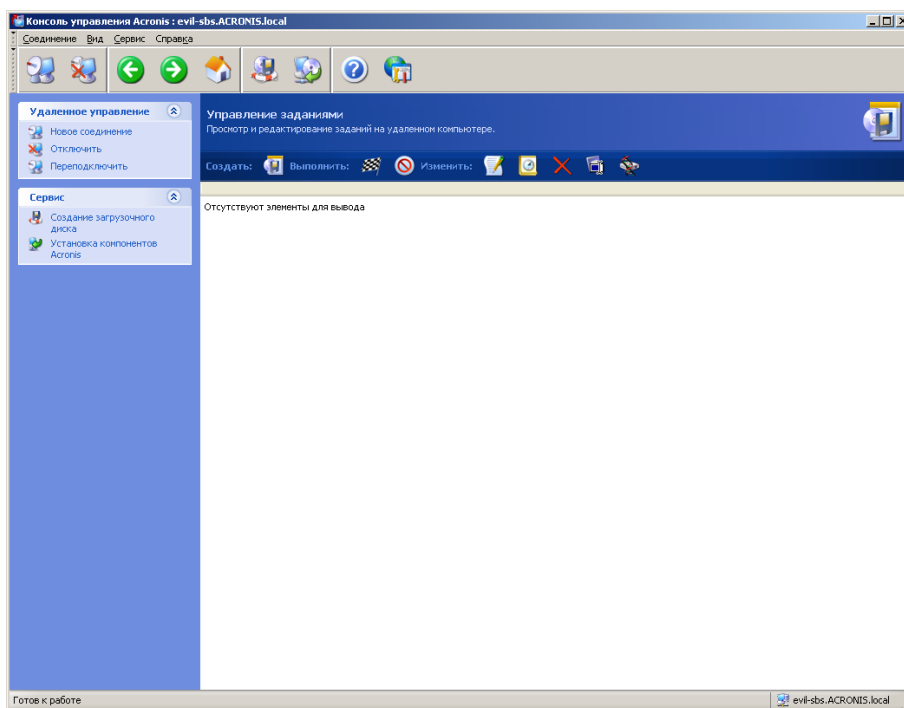 Консоль управления Acronis : evil-sbs.ACRONIS.local
Соединение Вид Сервис Справка
Удаленное управление
Новое соединение
Отключить
Переподключить
Сервис
Создание загрузочного
диска
Установка компонентов
Acronis
Управление заданиями
Просмотр и редактирование заданий на удаленном компьютере.
Создать: Выполнить: Изменить:
Отсутствуют элементы для вывода
Готов к работе
evil-sbs.ACRONIS.local